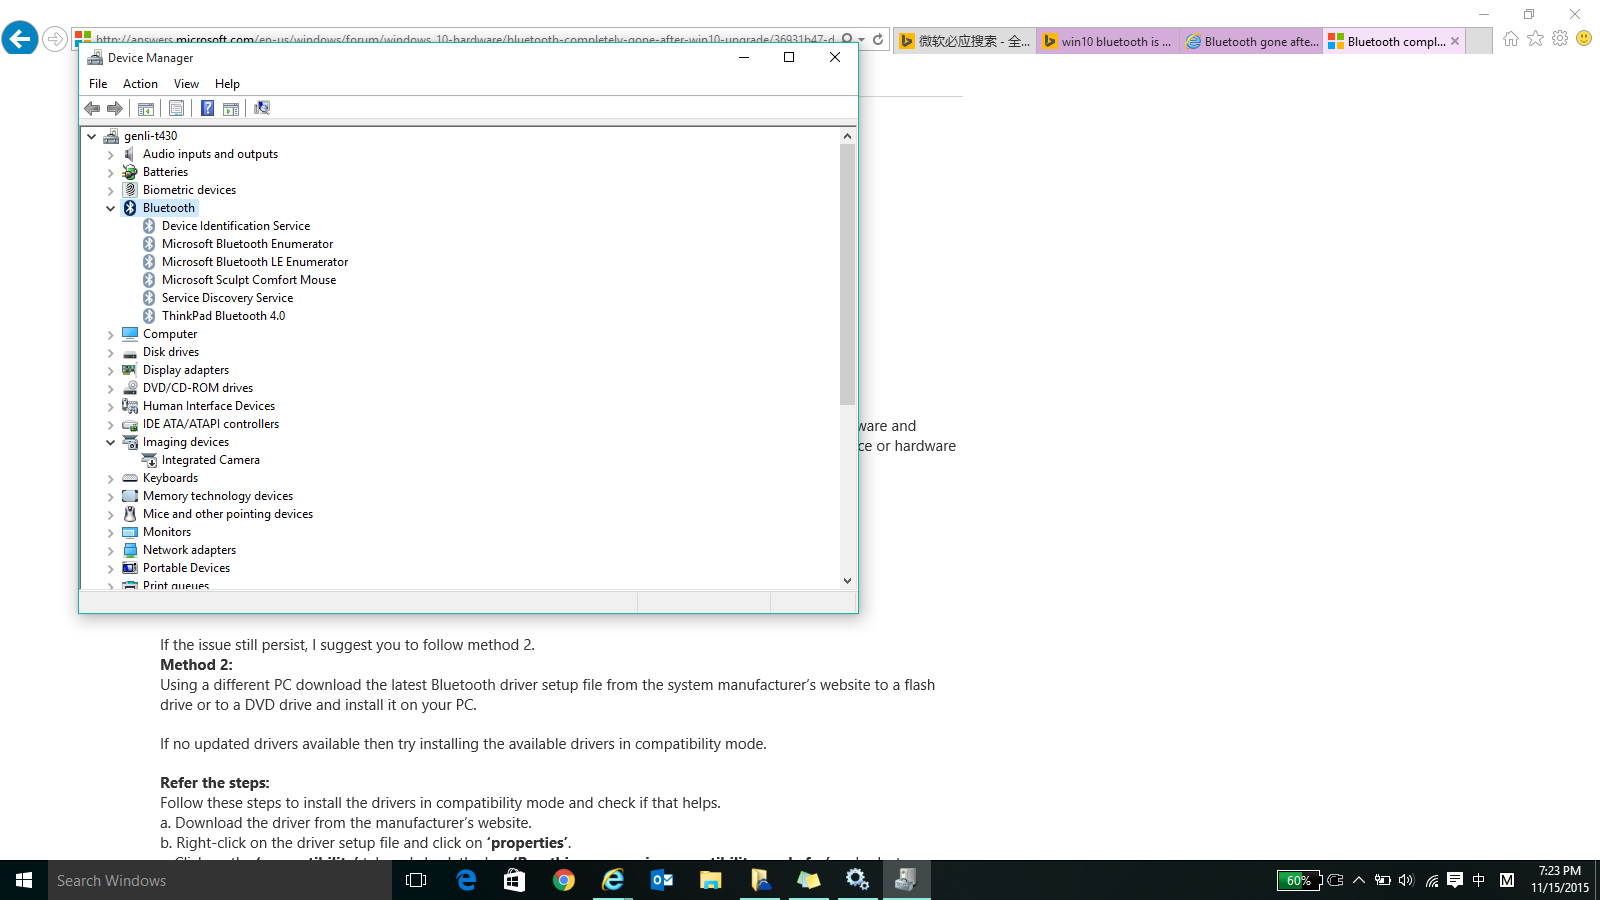 http://answers.microsoft.com/en-us/windows/forum/windows_10-hardware/bluetooth-completely-gone-after-win10-upgrade/36931b47-d
微软必应搜索 - 全...
win10 bluetooth is ...
Bluetooth gone afte...
Bluetooth compl...
Device Manager
File Action View Help
genli-t430
Audio inputs and outputs
Batteries
Biometric devices
Bluetooth
Device Identification Service
Microsoft Bluetooth Enumerator
Microsoft Bluetooth LE Enumerator
Microsoft Sculpt Comfort Mouse
Service Discovery Service
ThinkPad Bluetooth 4.0
Computer
Disk drives
Display adapters
DVD/CD-ROM drives
Human Interface Devices
IDE ATA/ATAPI controllers
Imaging devices
Integrated Camera
Keyboards
Memory technology devices
Mice and other pointing devices
Monitors
Network adapters
Portable Devices
Print queues
ware and
ce or hardware
If the issue still persist, I suggest you to follow method 2.
Method 2:
Using a different PC download the latest Bluetooth driver setup file from the system manufacturer’s website to a flash
drive or to a DVD drive and install it on your PC.
If no updated drivers available then try installing the available drivers in compatibility mode.
Refer the steps:
Follow these steps to install the drivers in compatibility mode and check if that helps.
a. Download the driver from the manufacturer’s website.
b. Right-click on the driver setup file and click on ‘properties’.
Search Windows
60%
中
M
7:23 PM
11/15/2015